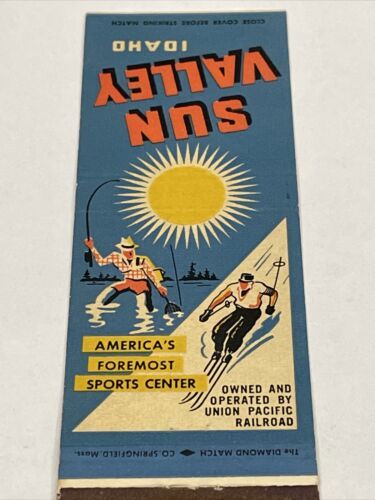 CLOSE COVER BEFORE STRIKING MATCH
SUN
VALLEY
IDAHO
AMERICA'S
FOREMOST
SPORTS CENTER
OWNED AND
OPERATED BY
UNION PACIFIC
RAILROAD
The DIAMOND MATCH CO SPRINGFIELD, Mass.